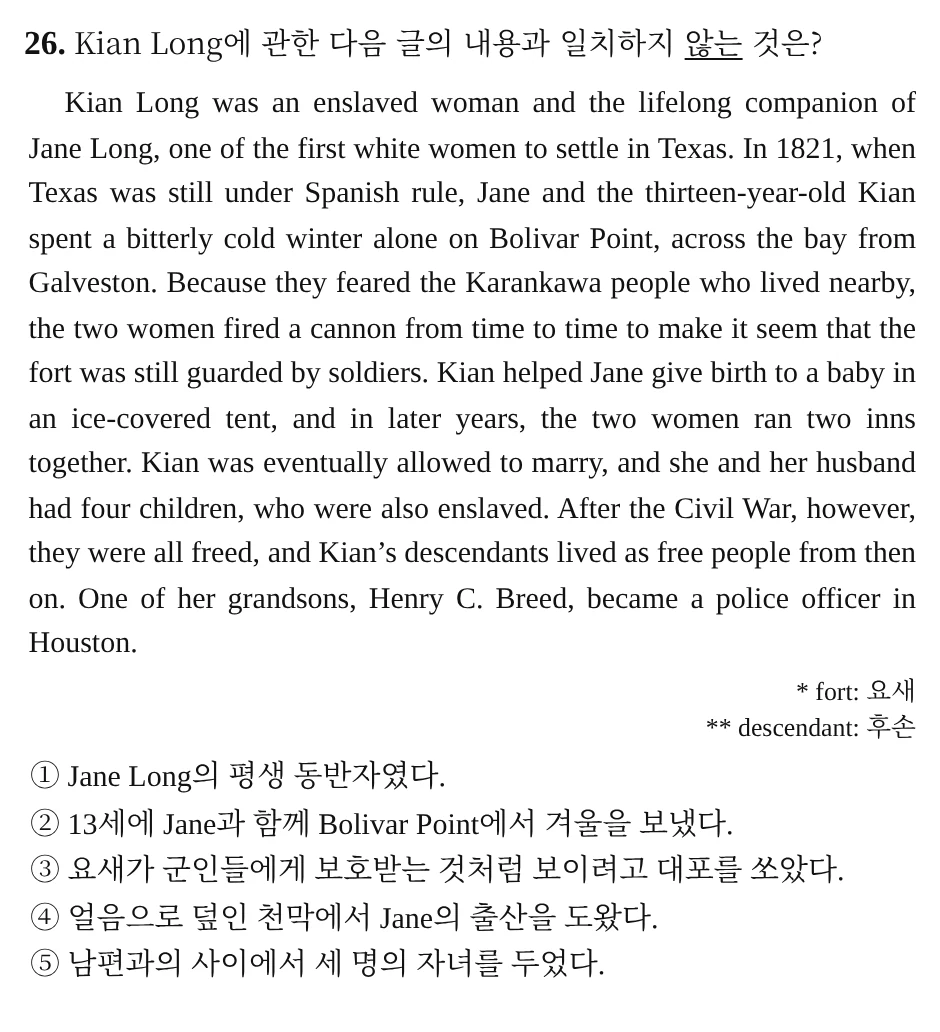 26. Kian Long에 관한 다음 글의 내용과 일치하지 않는 것은?
Kian Long was an enslaved woman and the lifelong companion of
Jane Long, one of the first white women to settle in Texas. In 1821, when
Texas was still under Spanish rule, Jane and the thirteen-year-old Kian
spent a bitterly cold winter alone on Bolivar Point, across the bay from
Galveston. Because they feared the Karankawa people who lived nearby,
the two women fired a cannon from time to time to make it seem that the
fort was still guarded by soldiers. Kian helped Jane give birth to a baby in
an ice-covered tent, and in later years, the two women ran two inns
together. Kian was eventually allowed to marry, and she and her husband
had four children, who were also enslaved. After the Civil War, however,
they were all freed, and Kian’s descendants lived as free people from then
on. One of her grandsons, Henry C. Breed, became a police officer in
Houston.
* fort: 요새
** descendant: 후손
① Jane Long의 평생 동반자였다.
② 13세에 Jane과 함께 Bolivar Point에서 겨울을 보냈다.
③ 요새가 군인들에게 보호받는 것처럼 보이려고 대포를 쏘았다.
④ 얼음으로 덮인 천막에서 Jane의 출산을 도왔다.
⑤ 남편과의 사이에서 세 명의 자녀를 두었다.